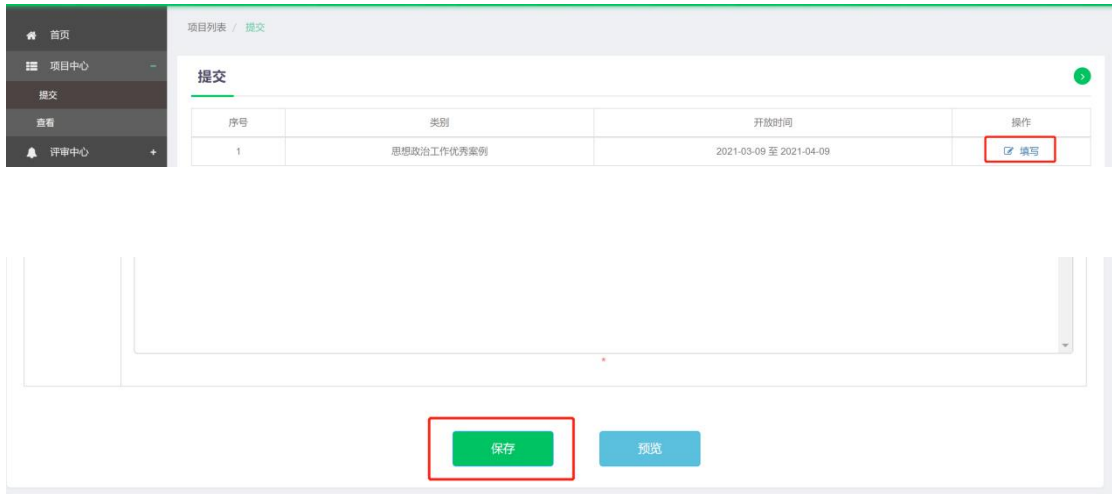 首页
项目中心
提交
查看
评审中心
项目列表 / 提交
提交
序号 类别 开放时间 操作
1 思想政治工作优秀案例 2021-03-09 至 2021-04-09 填写
*
保存 预览